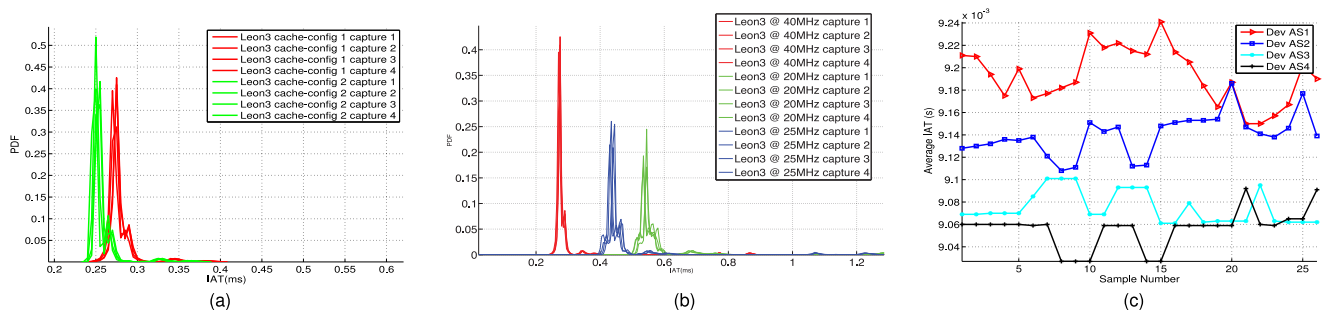 0.5
0.45
0.4
0.35
0.3
0.25
0.2
0.15
0.1
0.05
PDF
Leon3 cache-config 1 capture 1
Leon3 cache-config 1 capture 2
Leon3 cache-config 1 capture 3
Leon3 cache-config 1 capture 4
Leon3 cache-config 2 capture 1
Leon3 cache-config 2 capture 2
Leon3 cache-config 2 capture 3
Leon3 cache-config 2 capture 4
0.2 0.25 0.3 0.35 0.4 0.45 0.5 0.55 0.6
IAT(ms)
(a)
0.4
0.35
0.3
0.25
0.2
0.15
0.1
0.05
PDF
Leon3 @ 40MHz capture 1
Leon3 @ 40MHz capture 2
Leon3 @ 40MHz capture 3
Leon3 @ 40MHz capture 4
Leon3 @ 20MHz capture 1
Leon3 @ 20MHz capture 2
Leon3 @ 20MHz capture 3
Leon3 @ 20MHz capture 4
Leon3 @ 25MHz capture 1
Leon3 @ 25MHz capture 2
Leon3 @ 25MHz capture 3
Leon3 @ 25MHz capture 4
0.2 0.4 0.6 0.8 1 1.2
IAT(ms)
(b)
x 10⁻³
9.24
9.22
9.2
9.18
9.16
9.14
9.12
9.1
9.08
9.06
9.04
Average IAT (s)
Dev AS1
Dev AS2
Dev AS3
Dev AS4
5 10 15 20 25
Sample Number
(c)